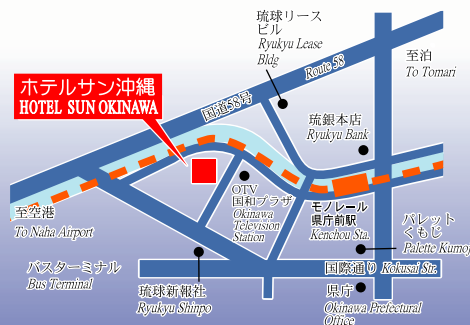 琉球リース
ビル
Ryukyu Lease
Bldg
至泊
To Tomari
Route 58
国道58号
ホテルサン沖縄
HOTEL SUN OKINAWA
琉銀本店
Ryukyu Bank
OTV
国和プラザ
Okinawa
Television
Station
モノレール
県庁前駅
Kenchou Sta.
至空港
To Naha Airport
パレット
くもじ
Palette Kumoj
バスターミナル
Bus Terminal
国際通り Kokusai Str.
琉球新報社
Ryukyu Shinpo
県庁
Okinawa Prefectural
Office